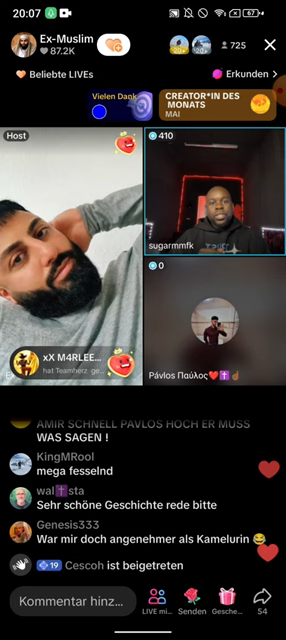 20:07
67
Ex-Muslim
87.2K
20+
20+
725
Beliebte LIVEs
Erkunden >
Vielen Dank
CREATOR*IN DES
MONATS
MAI
Host
410
sugarmmfk
0
xX M4RLEE...
hat Teamherz ge...
Pávlos Παύλος❤️✝️☝🏽
AMIR SCHNELL PAVLOS HOCH ER MUSS
WAS SAGEN !
KingMRool
mega fesselnd
wal✝️sta
Sehr schöne Geschichte rede bitte
Genesis333
War mir doch angenehmer als Kamelurin 😂
19 Cescoh ist beigetreten
Kommentar hinz...
LIVE mi...
Senden
Gesche...
54